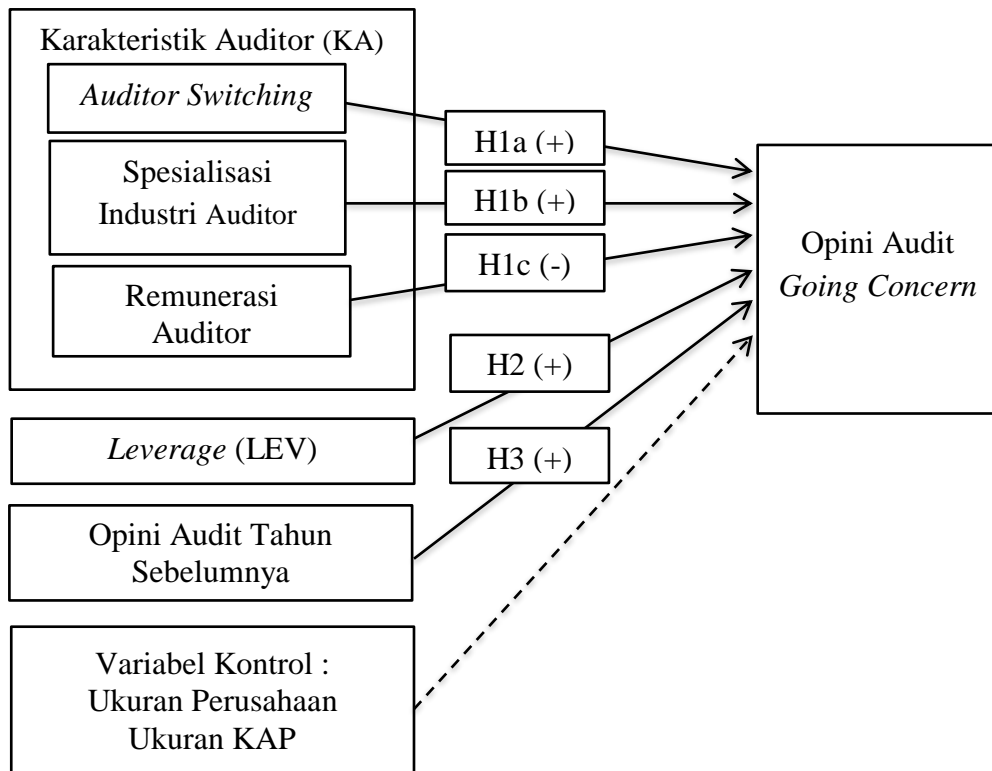 Karakteristik Auditor (KA)
Auditor Switching
Spesialisasi
Industri Auditor
Remunerasi
Auditor
H1a (+)
H1b (+)
H1c (-)
H2 (+)
H3 (+)
Opini Audit
Going Concern
Leverage (LEV)
Opini Audit Tahun
Sebelumnya
Variabel Kontrol :
Ukuran Perusahaan
Ukuran KAP